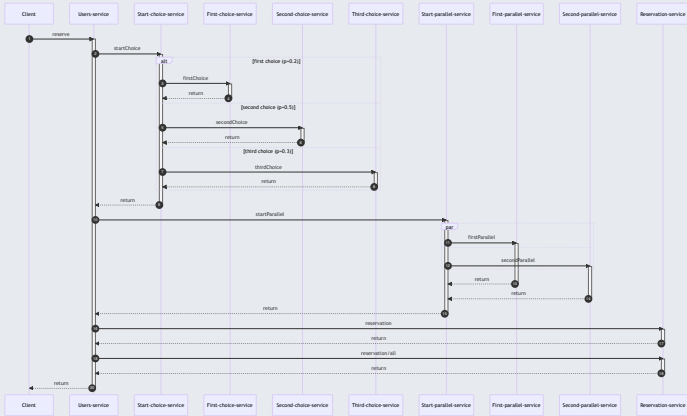 Client
Users-service
Start-choice-service
First-choice-service
Second-choice-service
Third-choice-service
Start-parallel-service
First-parallel-service
Second-parallel-service
Reservation-service
reserve
startChoice
alt
[first choice (p=0.2)]
firstChoice
return
[second choice (p=0.5)]
secondChoice
return
[third choice (p=0.3)]
thirdChoice
return
return
startParallel
par
firstParallel
secondParallel
return
return
return
reservation
return
reservation/all
return
return
Client
Users-service
Start-choice-service
First-choice-service
Second-choice-service
Third-choice-service
Start-parallel-service
First-parallel-service
Second-parallel-service
Reservation-service